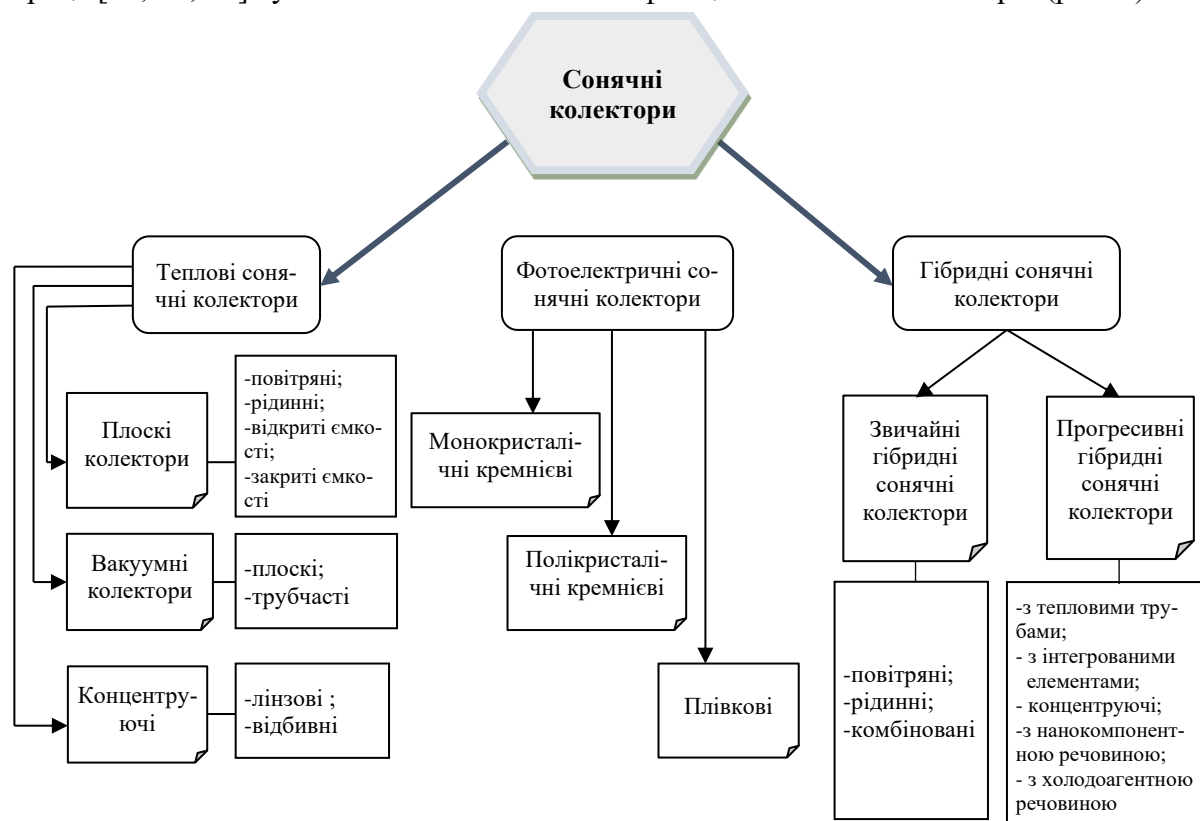 Сонячні
колектори
Теплові соня-
чні колектори
Фотоелектричні со-
нячні колектори
Гібридні сонячні
колектори
Плоскі
колектори
-повітряні;
-рідинні;
-відкриті ємко-
сті;
-закриті ємко-
сті
Вакуумні
колектори
-плоскі;
-трубчасті
Концентру-
ючі
-лінзові ;
-відбивні
Монокристалі-
чні кремнієві
Полікристалі-
чні кремнієві
Плівкові
Звичайні
гібридні
сонячні
колектори
-повітряні;
-рідинні;
-комбіновані
Прогресивні
гібридні
сонячні
колектори
-з тепловими тру-
бами;
- з інтегрованими
елементами;
- концентруючі;
-з нанокомпонент-
ною речовиною;
- з холодоагентною
речовиною